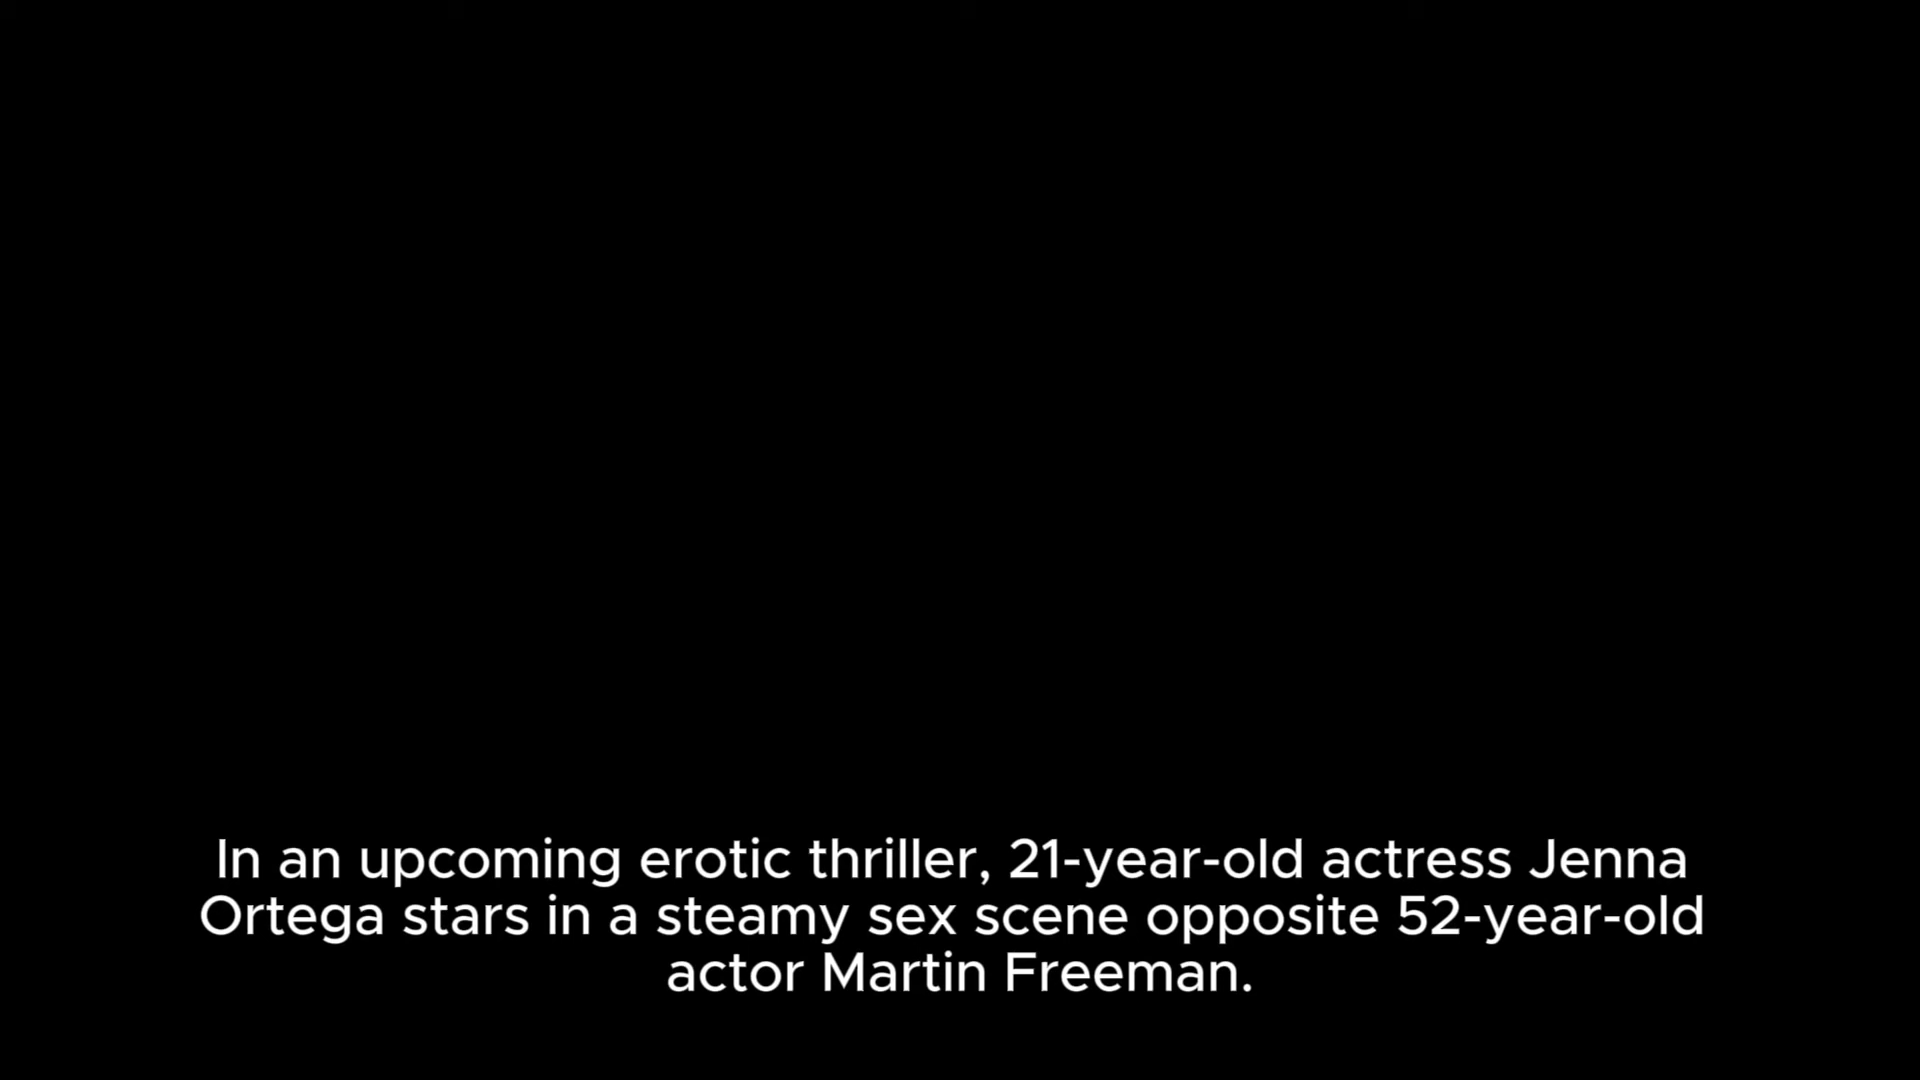 In an upcoming erotic thriller, 21-year-old actress Jenna
Ortega stars in a steamy sex scene opposite 52-year-old
actor Martin Freeman.